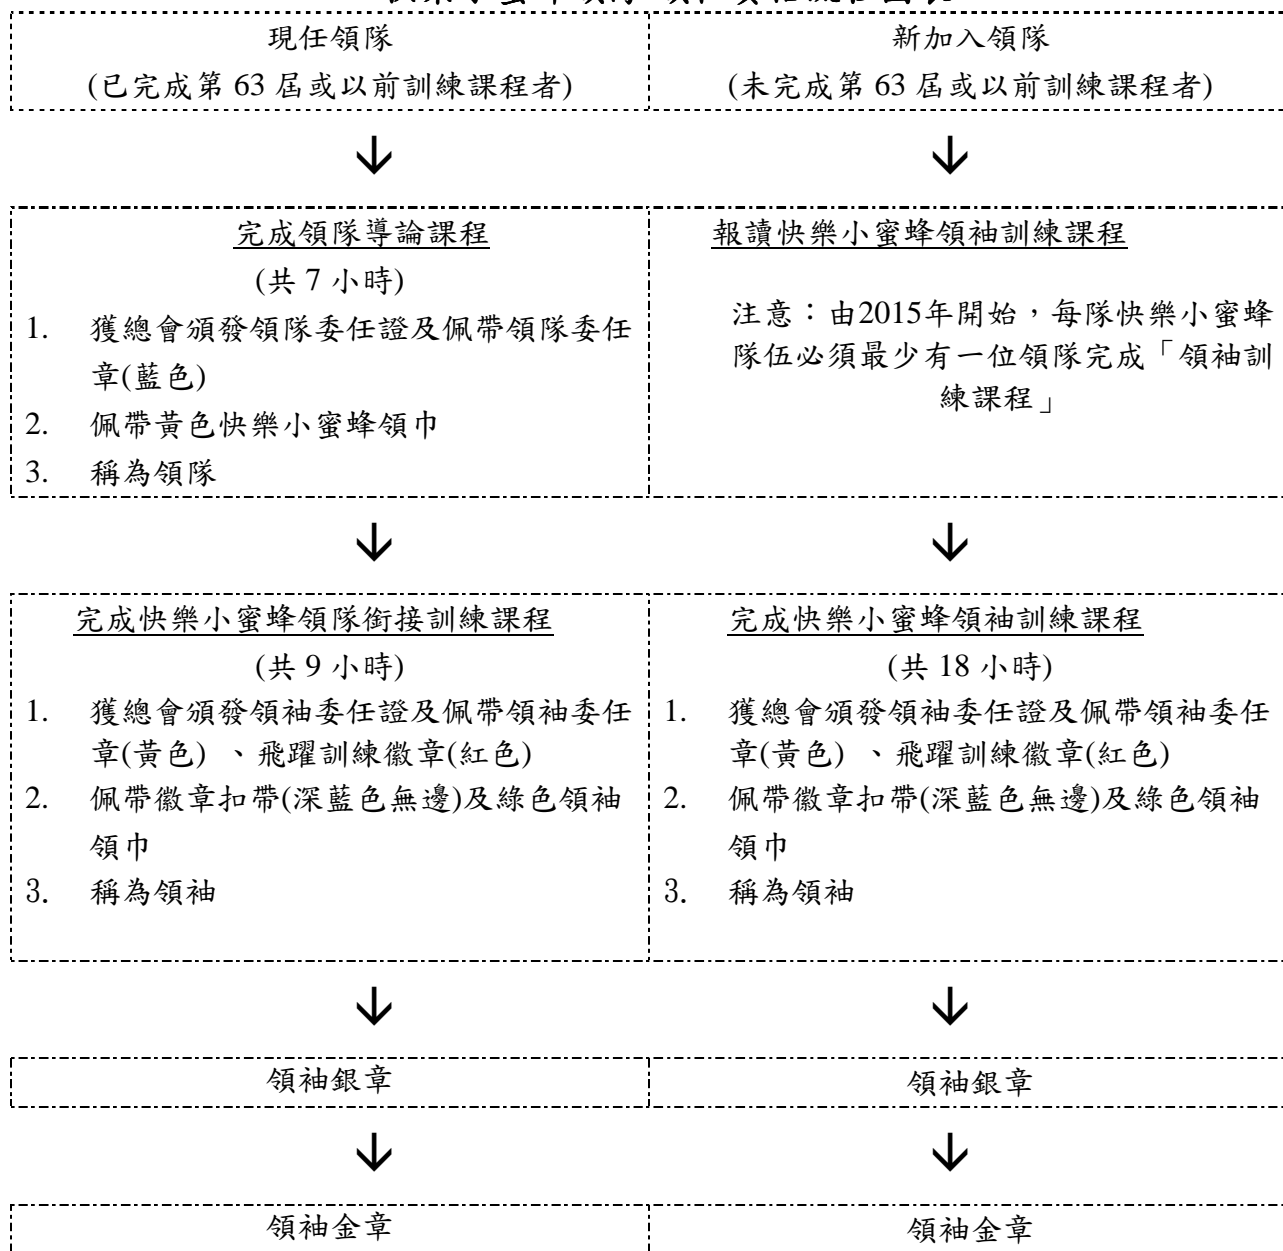 現任領隊
(已完成第 63 屆或以前訓練課程者)
新加入領隊
(未完成第 63 屆或以前訓練課程者)
完成領隊導論課程
(共 7 小時)
1. 獲總會頒發領隊委任證及佩帶領隊委任
章(藍色)
2. 佩帶黃色快樂小蜜蜂領巾
3. 稱為領隊
報讀快樂小蜜蜂領袖訓練課程
注意：由2015年開始，每隊快樂小蜜蜂
隊伍必須最少有一位領隊完成「領袖訓
練課程」
完成快樂小蜜蜂領隊銜接訓練課程
(共 9 小時)
1. 獲總會頒發領袖委任證及佩帶領袖委任
章(黃色) 、飛躍訓練徽章(紅色)
2. 佩帶徽章扣帶(深藍色無邊)及綠色領袖
領巾
3. 稱為領袖
完成快樂小蜜蜂領袖訓練課程
(共 18 小時)
1. 獲總會頒發領袖委任證及佩帶領袖委任
章(黃色) 、飛躍訓練徽章(紅色)
2. 佩帶徽章扣帶(深藍色無邊)及綠色領袖
領巾
3. 稱為領袖
領袖銀章
領袖銀章
領袖金章
領袖金章